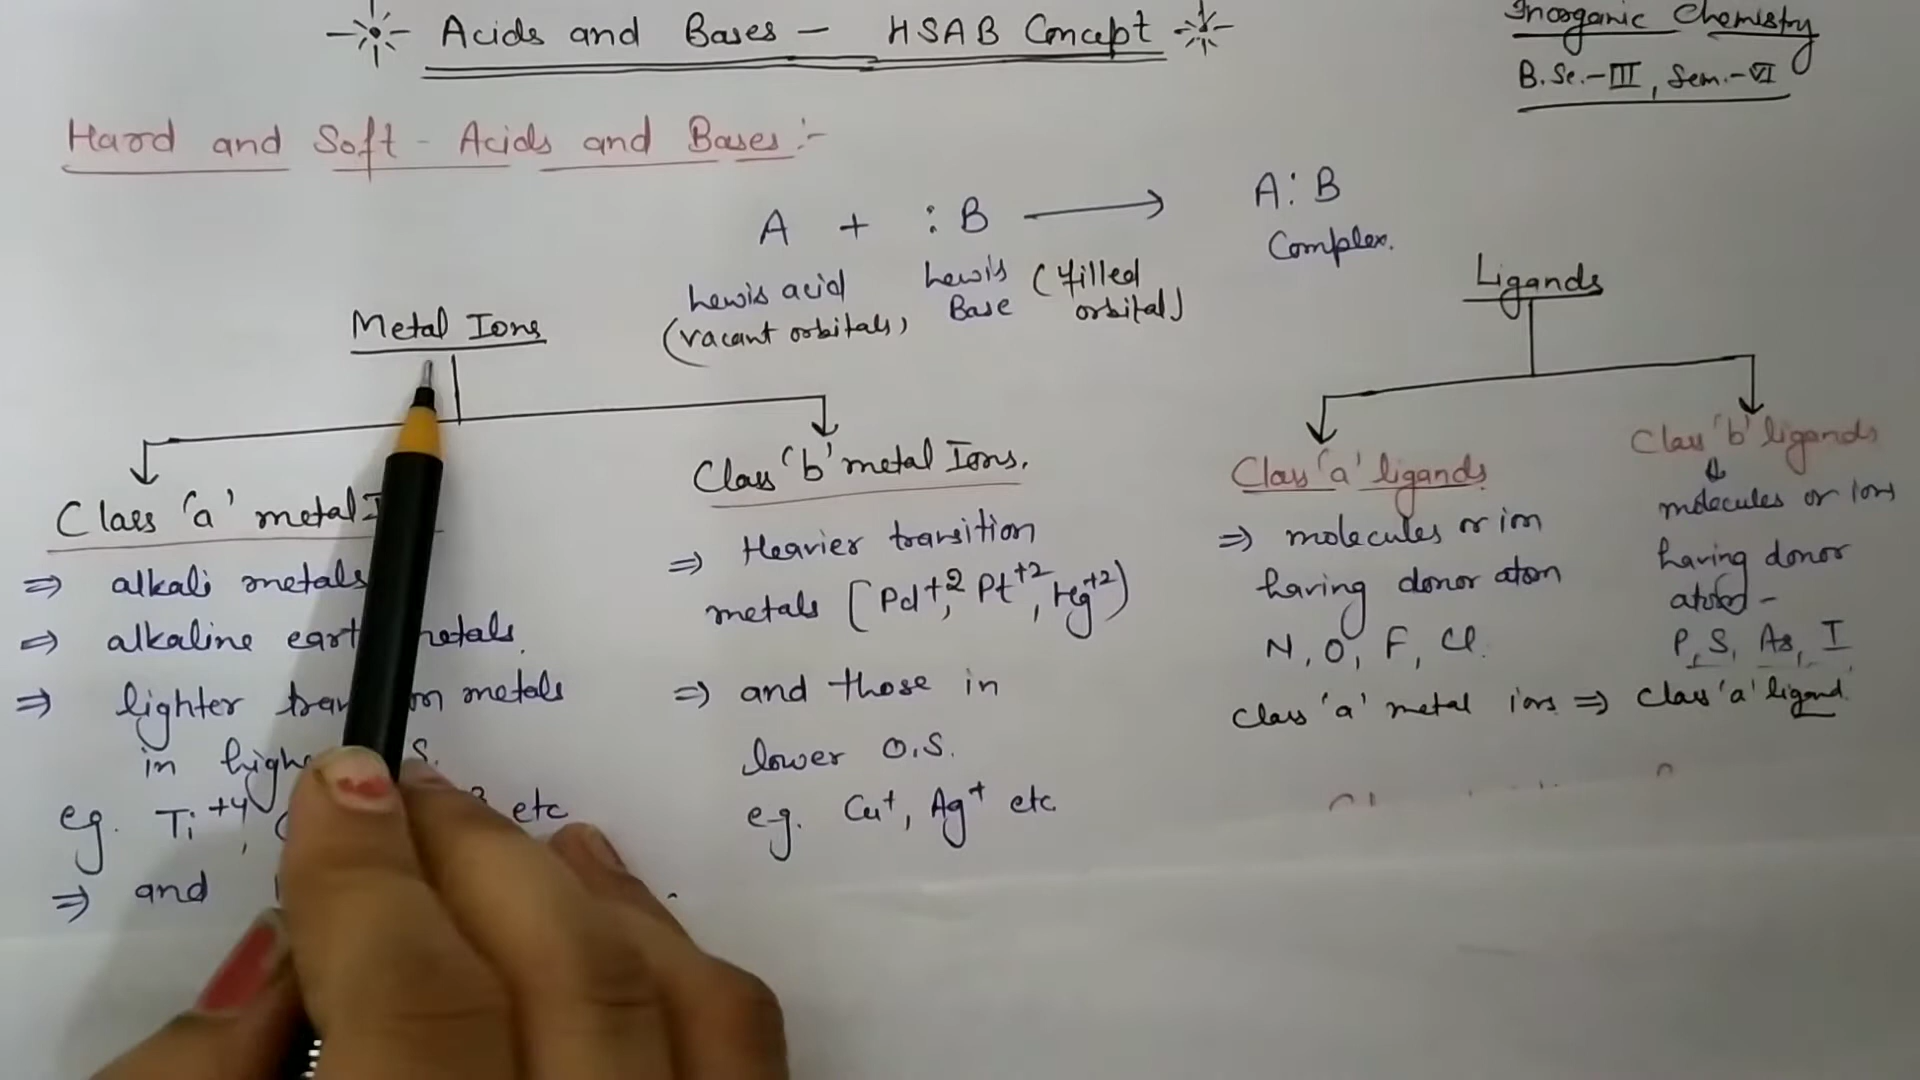 Acids and Bases – HSAB Concept
Inorganic Chemistry
B.Sc.-III, Sem.-VI
Hard and Soft - Acids and Bases :-
A + :B ⟶ A:B
Lewis acid
(vacant orbitals)
Lewis
Base
(filled
orbital)
Complex.
Metal Ions
Class 'a' metal
⇒ alkali metals
⇒ alkaline metals.
⇒ lighter metals
in
eg. Ti+4, etc
⇒ and
Class 'b' metal Ions.
⇒ Heavier transition
metals [Pd+2, Pt+2, Hg+2)
⇒ and those in
lower O.S.
e.g. Cu+, Ag+ etc
Ligands
Class 'a' ligands
⇒ molecules or ion
having donor atom
N, O, F, Cl.
Class 'b' ligands
↓
molecules or ions
having donor
P, S, As, I
Class 'a' metal ions ⇒ Class 'a' ligand.